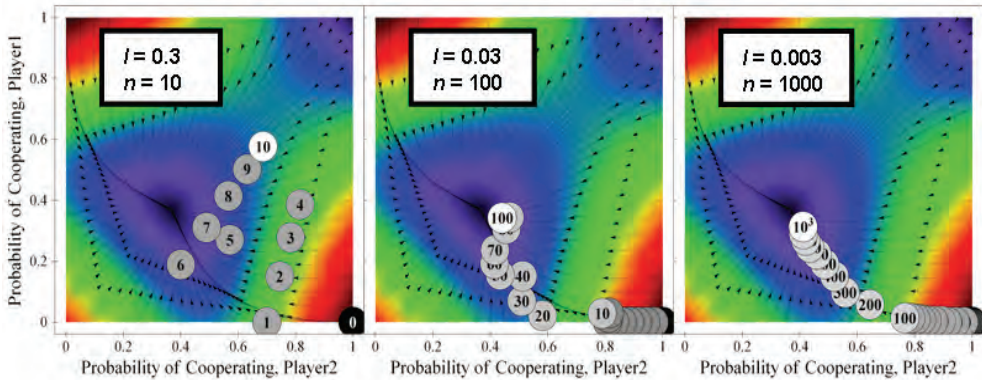 l = 0.3
n = 10
l = 0.03
n = 100
l = 0.003
n = 1000
Probability of Cooperating, Player1
1
0.8
0.6
0.4
0.2
0
10
9
8
7
6
5
4
3
2
1
0
100
70
40
30
20
10
10³
300
200
100
0 0.2 0.4 0.6 0.8 1
0 0.2 0.4 0.6 0.8 1
0 0.2 0.4 0.6 0.8 1
Probability of Cooperating, Player2
Probability of Cooperating, Player2
Probability of Cooperating, Player2